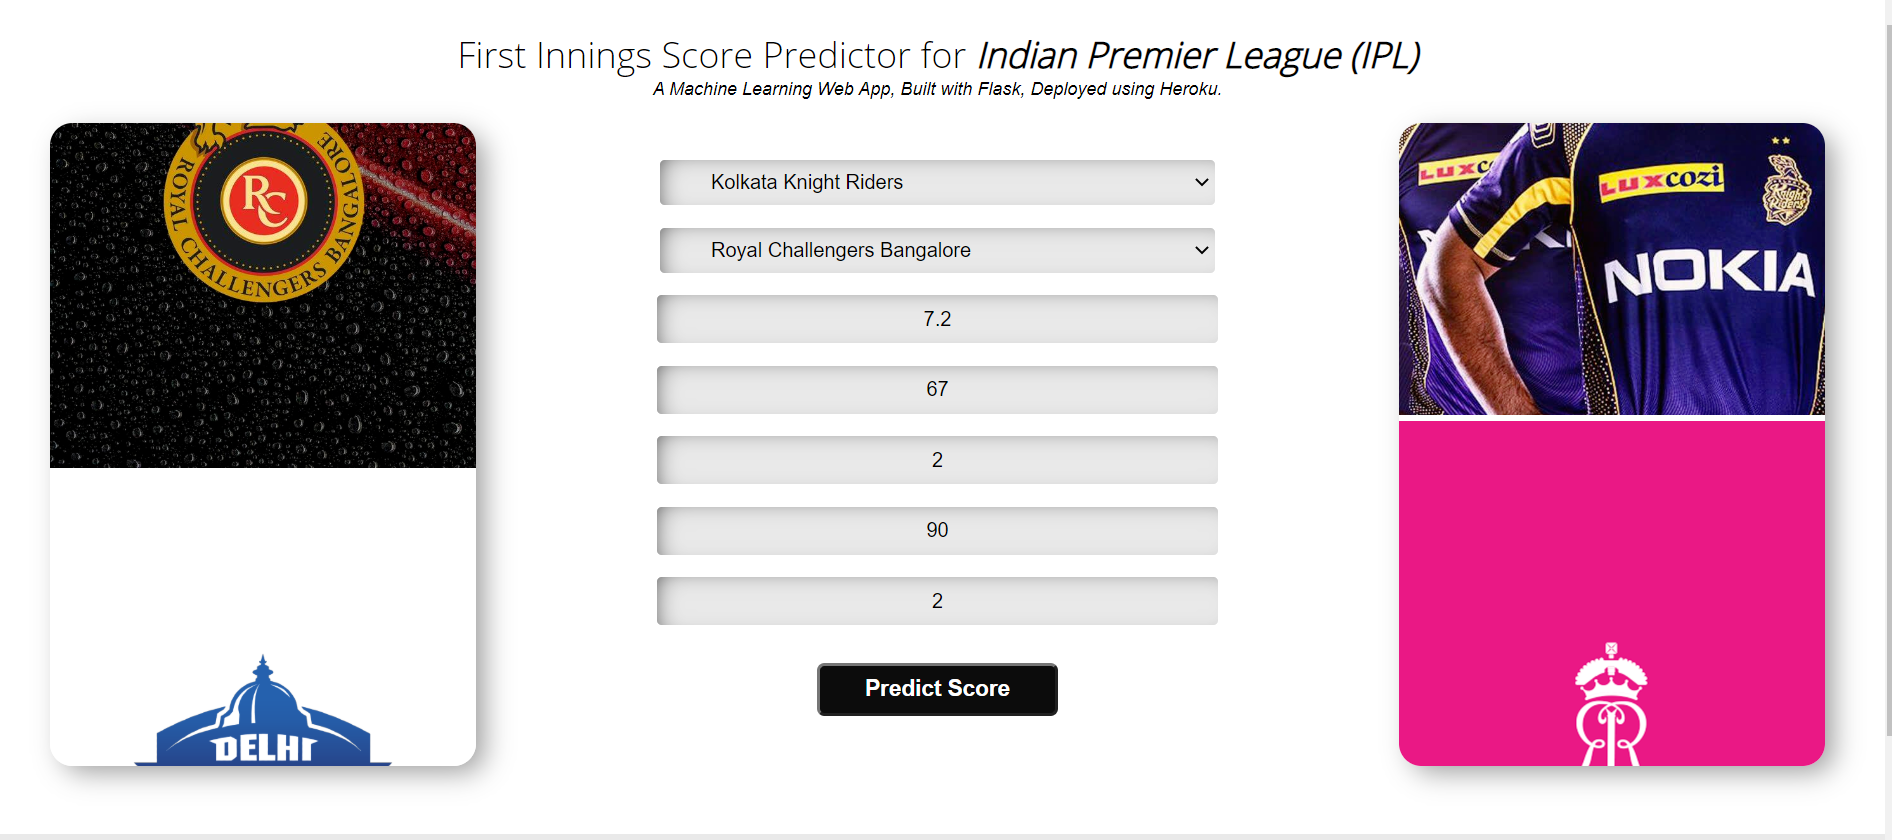 First Innings Score Predictor for Indian Premier League (IPL)
A Machine Learning Web App, Built with Flask, Deployed using Heroku.
ROYAL CHALLENGERS BANGALORE
RC
DELHI
Kolkata Knight Riders
Royal Challengers Bangalore
7.2
67
2
90
2
Predict Score
LUXC
LUXCOZI
Knight
Riders
NOKIA